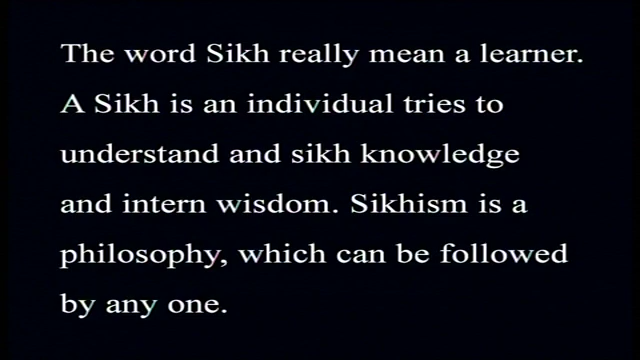 The word Sikh really mean a learner.
A Sikh is an individual tries to
understand and sikh knowledge
and intern wisdom. Sikhism is a
philosophy, which can be followed
by any one.